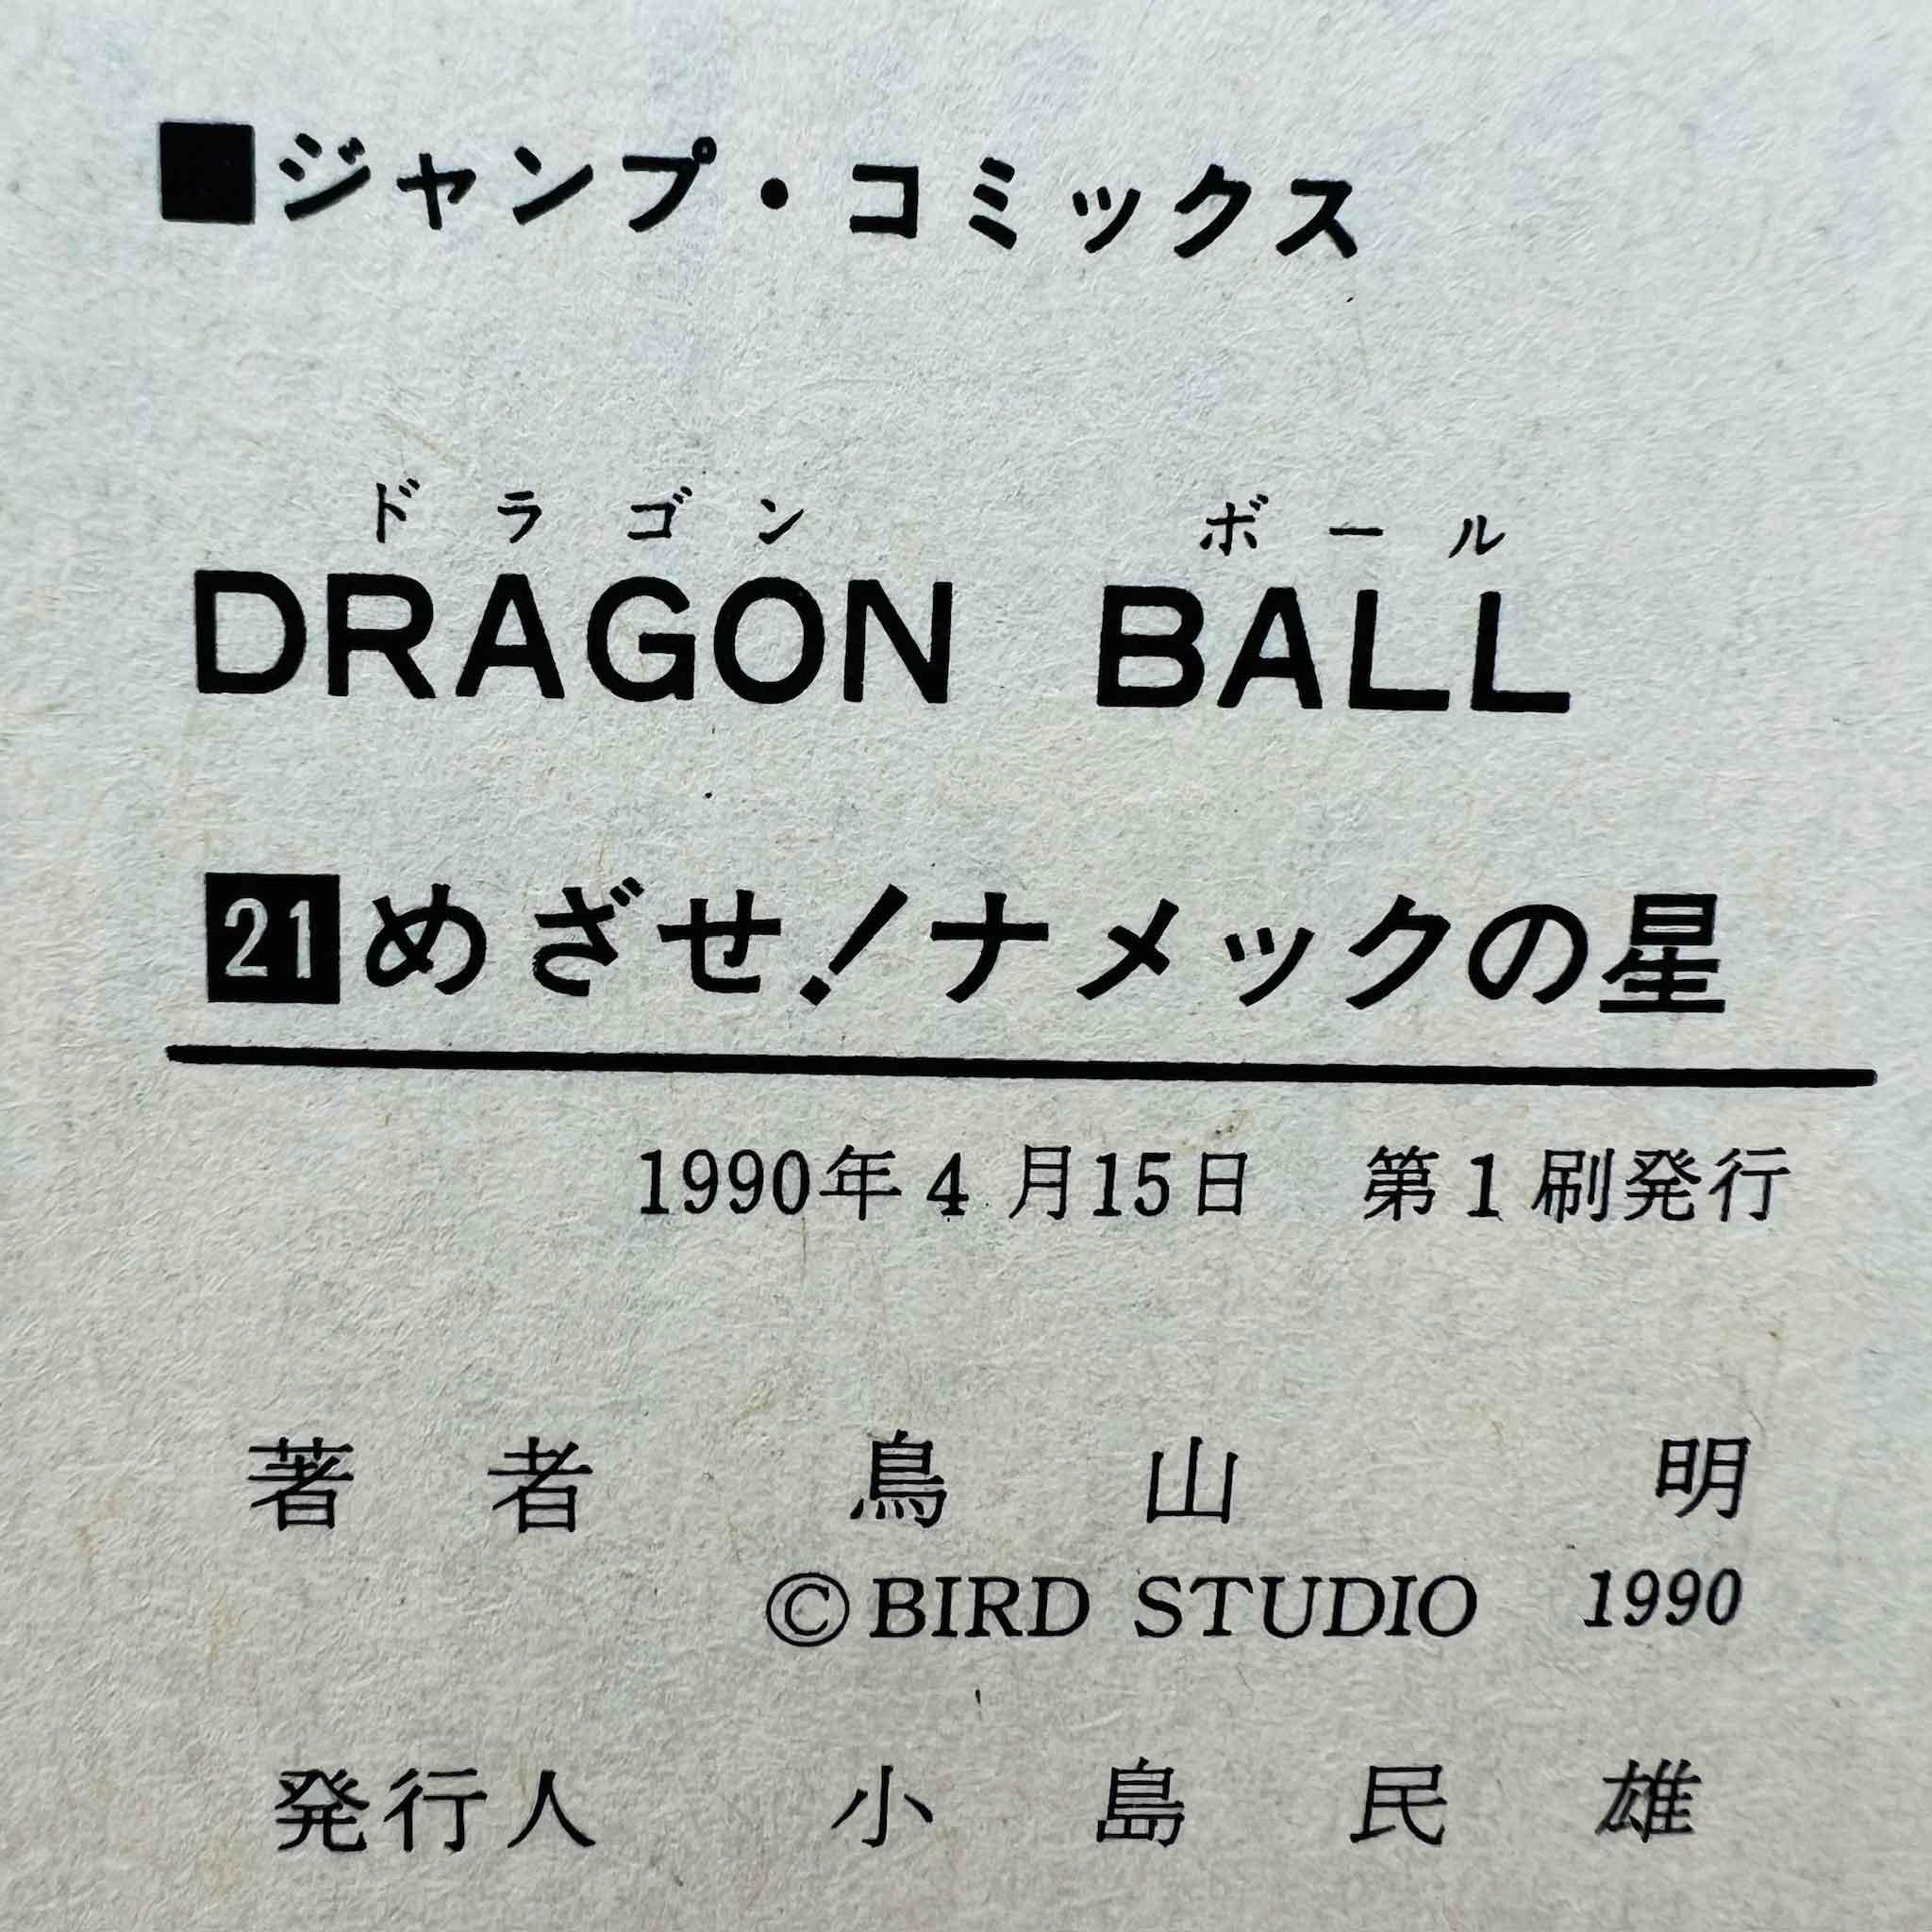 ■ジャンプ・コミックス
ドラゴン ボール
DRAGON BALL
21めざせ!ナメックの星
1990年4月15日 第1刷発行
著者 鳥山明
©BIRD STUDIO 1990
発行人 小島民雄